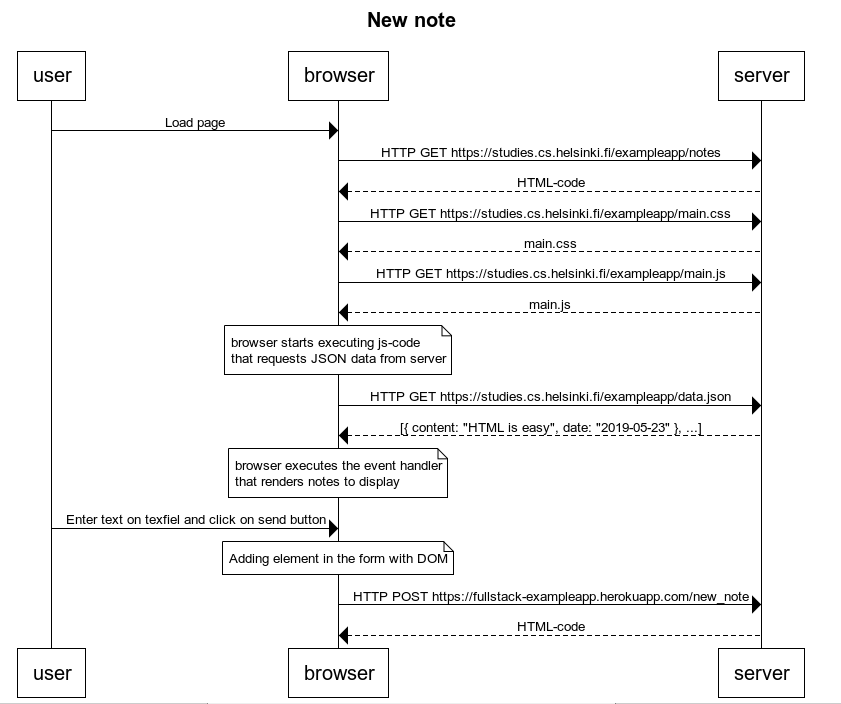 New note
user
browser
server
Load page
HTTP GET https://studies.cs.helsinki.fi/exampleapp/notes
HTML-code
HTTP GET https://studies.cs.helsinki.fi/exampleapp/main.css
main.css
HTTP GET https://studies.cs.helsinki.fi/exampleapp/main.js
main.js
browser starts executing js-code
that requests JSON data from server
HTTP GET https://studies.cs.helsinki.fi/exampleapp/data.json
[{ content: "HTML is easy", date: "2019-05-23" }, ...]
browser executes the event handler
that renders notes to display
Enter text on texfiel and click on send button
Adding element in the form with DOM
HTTP POST https://fullstack-exampleapp.herokuapp.com/new_note
HTML-code
user
browser
server